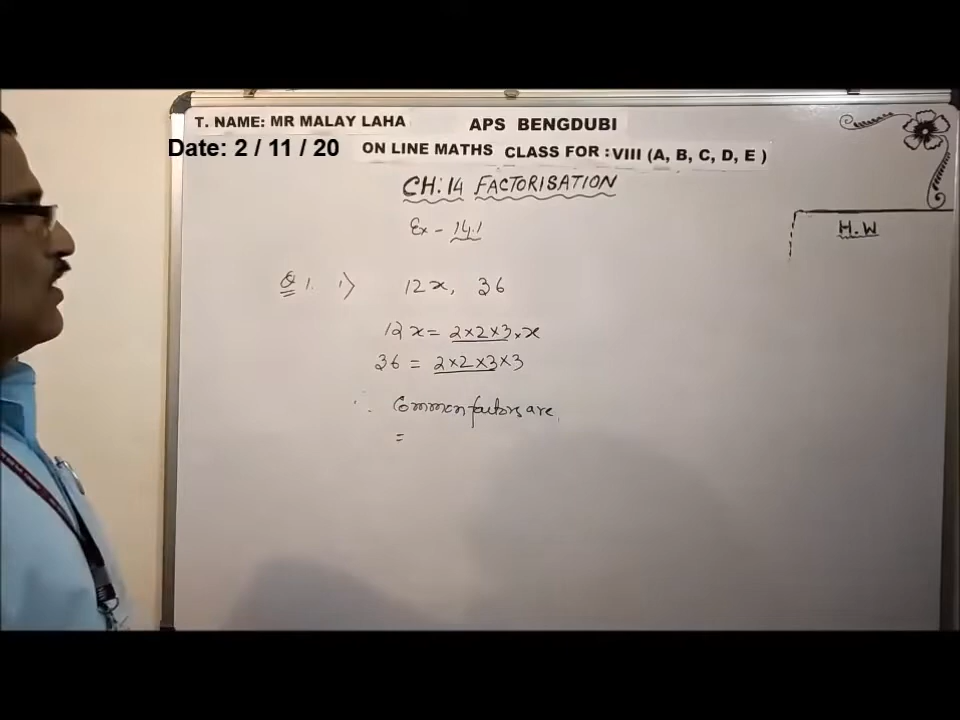 T. NAME: MR MALAY LAHA
APS BENGDUBI
Date: 2 / 11 / 20
ON LINE MATHS CLASS FOR : VIII (A, B, C, D, E )
CH: 14 FACTORISATION
Ex - 14.1
H.W
Q 1. i) 12x, 36
12x = 2×2×3×x
36 = 2×2×3×3
∴ Common factors are
=